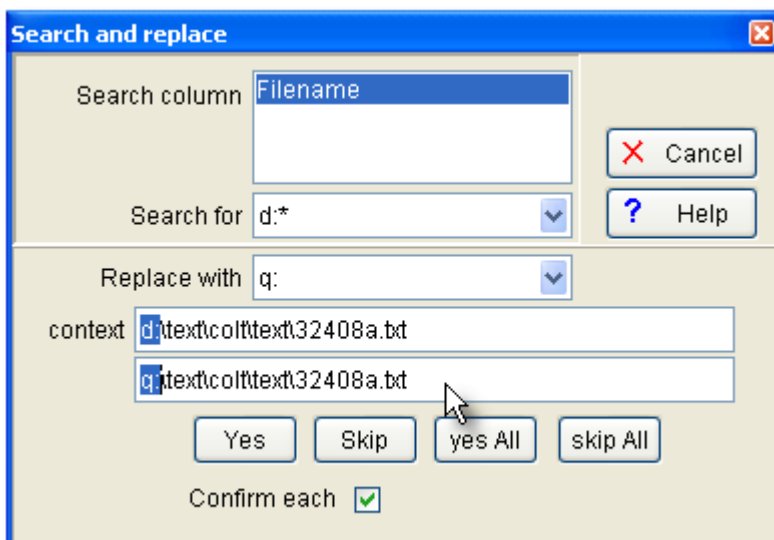 Search and replace
Search column Filename
Cancel
Search for d:*
? Help
Replace with q:
context d:\text\colt\text\32408a.txt
q:\text\colt\text\32408a.txt
Yes Skip yes All skip All
Confirm each